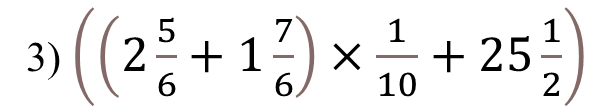 3) ((2 5/6 + 1 7/6) × 1/10 + 25 1/2)